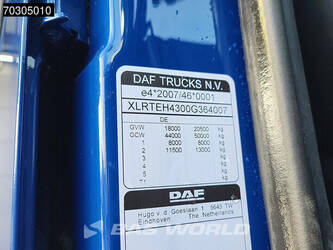 70305010
DAF TRUCKS N.V.
e4*2007/46*0001
XLRTEH4300G364007
DE
GVW 18000 20500 kg
GCW 44000 50000 kg
1 8000 8000 kg
2 11500 13000 kg
3 kg
4 kg
DAF
Hugo v.d. Goeslaan 1 5643 TW
Eindhoven The Netherlands
BAS WORLD